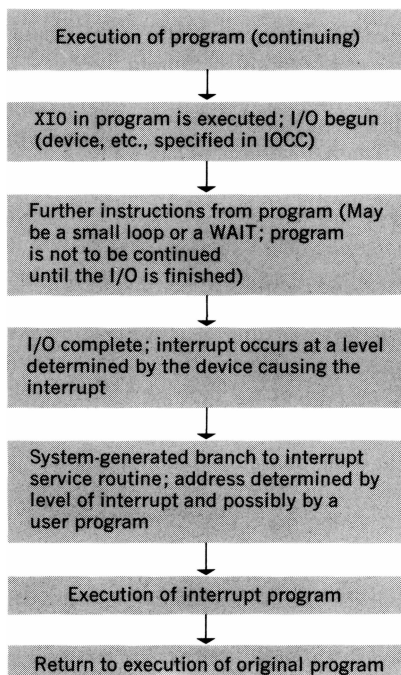 Execution of program (continuing)
XIO in program is executed; I/O begun
(device, etc., specified in IOCC)
Further instructions from program (May
be a small loop or a WAIT; program
is not to be continued
until the I/O is finished)
I/O complete; interrupt occurs at a level
determined by the device causing the
interrupt
System-generated branch to interrupt
service routine; address determined by
level of interrupt and possibly by a
user program
Execution of interrupt program
Return to execution of original program